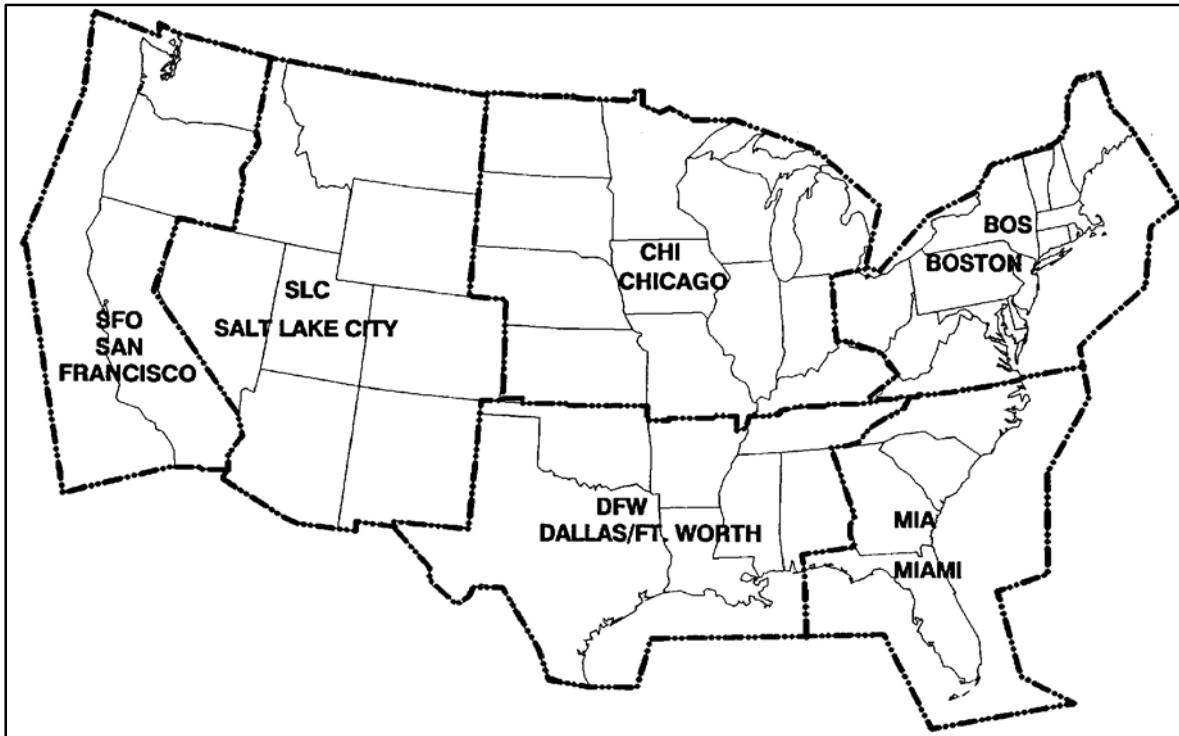 BOS
BOSTON
CHI
CHICAGO
SLC
SALT LAKE CITY
SFO
SAN
FRANCISCO
DFW
DALLAS/FT. WORTH
MIA
MIAMI